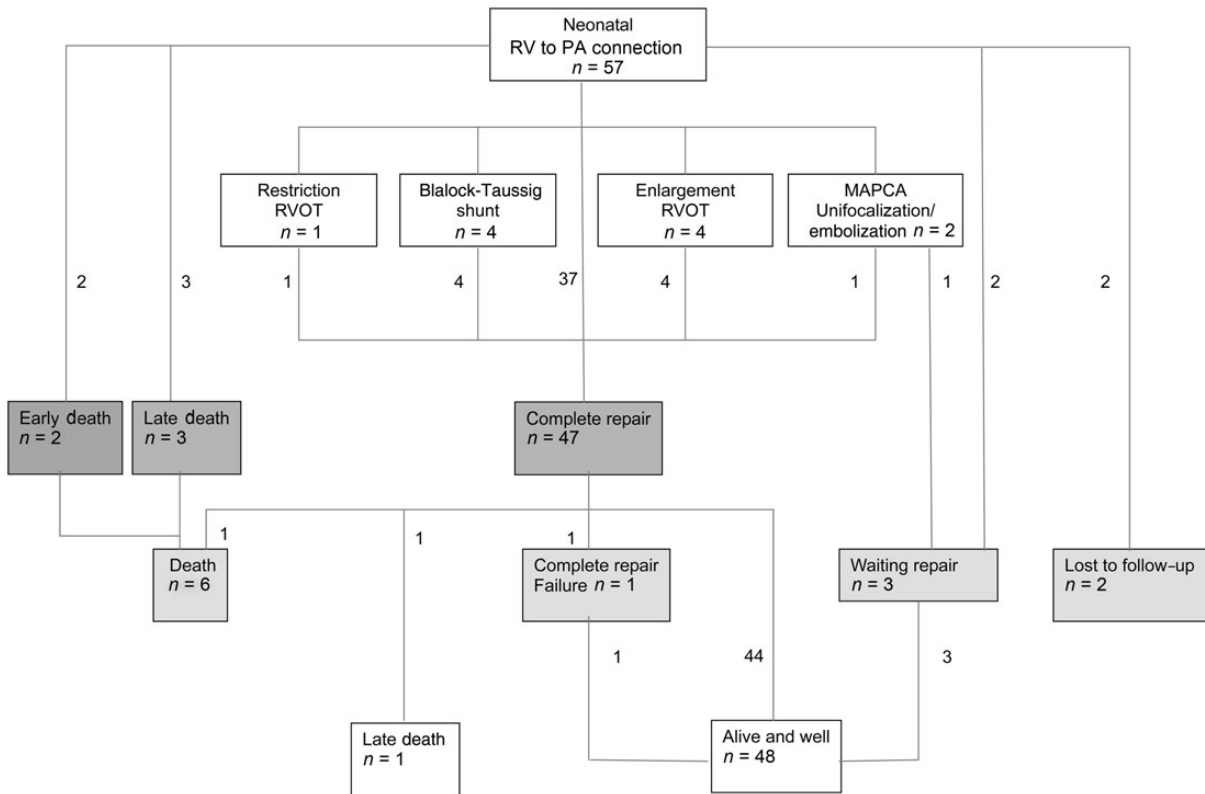 Neonatal
RV to PA connection
n = 57
Restriction
RVOT
n = 1
Blalock-Taussig
shunt
n = 4
Enlargement
RVOT
n = 4
MAPCA
Unifocalization/
embolization n = 2
2
3
1
4
37
4
1
1
2
2
Early death
n = 2
Late death
n = 3
Complete repair
n = 47
1
1
1
Death
n = 6
Complete repair
Failure n = 1
Waiting repair
n = 3
Lost to follow-up
n = 2
1
44
3
Late death
n = 1
Alive and well
n = 48